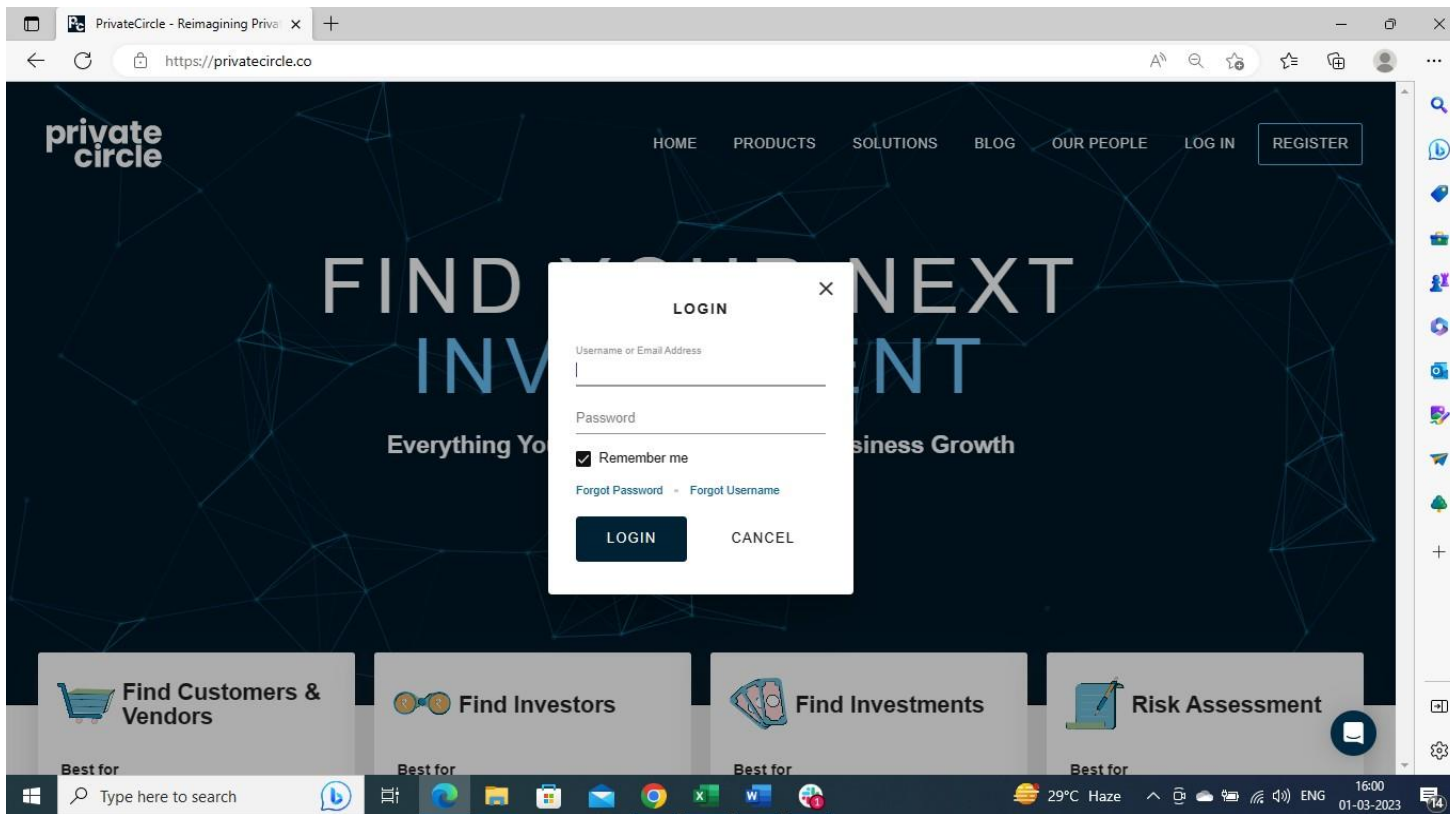 PrivateCircle - Reimagining Priva
https://privatecircle.co
private
circle
HOME PRODUCTS SOLUTIONS BLOG OUR PEOPLE LOG IN REGISTER
FIND NEXT
LOGIN
Username or Email Address
Password
Everything Yo siness Growth
Remember me
Forgot Password - Forgot Username
LOGIN CANCEL
Find Customers &
Vendors
Find Investors
Find Investments
Risk Assessment
Best for Best for Best for Best for
Type here to search
29°C Haze
ENG
16:00
01-03-2023
14